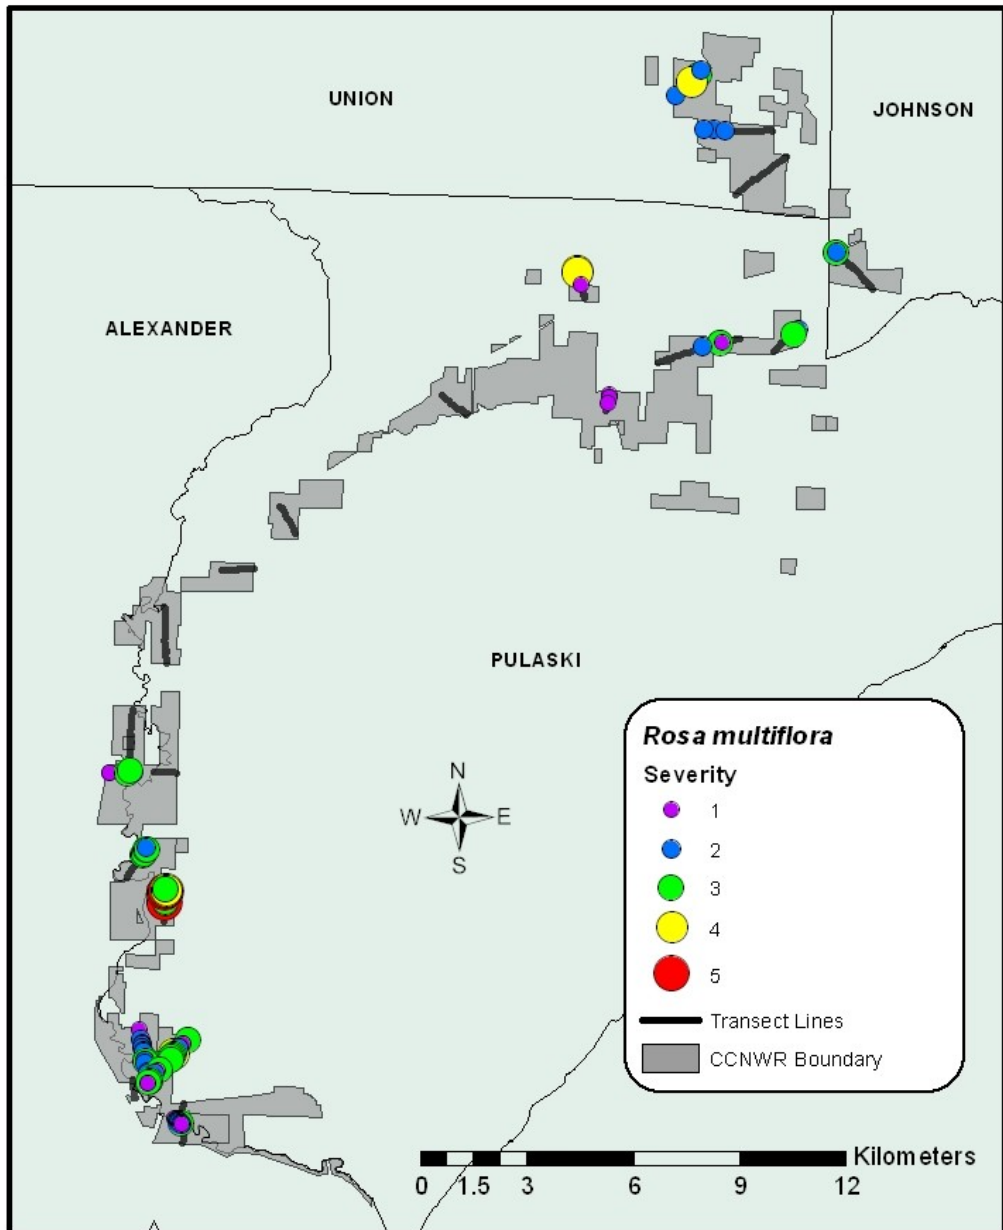 UNION
JOHNSON
ALEXANDER
PULASKI
N
W E
S
Rosa multiflora
Severity
1
2
3
4
5
Transect Lines
CCNWR Boundary
Kilometers
0 1.5 3 6 9 12